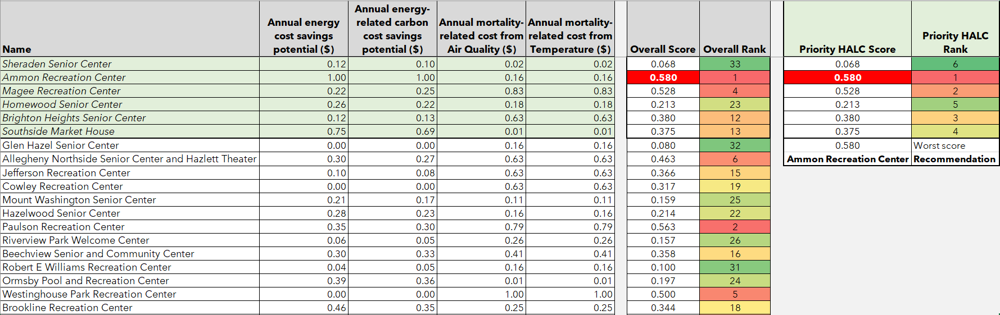 Name Annual energy cost savings potential ($) Annual energy-related carbon cost savings potential ($) Annual mortality-related cost from Air Quality ($) Annual mortality-related cost from Temperature ($) Overall Score Overall Rank Priority HALC Score Priority HALC Rank
Sheraden Senior Center 0.12 0.10 0.02 0.02 0.068 33 0.068 6
Ammon Recreation Center 1.00 1.00 0.16 0.16 0.580 1 0.580 1
Magee Recreation Center 0.22 0.25 0.83 0.83 0.528 4 0.528 2
Homewood Senior Center 0.26 0.22 0.18 0.18 0.213 23 0.213 5
Brighton Heights Senior Center 0.12 0.13 0.63 0.63 0.380 12 0.380 3
Southside Market House 0.75 0.69 0.01 0.01 0.375 13 0.375 4
Glen Hazel Senior Center 0.00 0.00 0.16 0.16 0.080 32 0.580 Worst score
Allegheny Northside Senior Center and Hazlett Theater 0.30 0.27 0.63 0.63 0.463 6 Ammon Recreation Center Recommendation
Jefferson Recreation Center 0.10 0.08 0.63 0.63 0.366 15
Cowley Recreation Center 0.00 0.00 0.63 0.63 0.317 19
Mount Washington Senior Center 0.21 0.17 0.11 0.11 0.159 25
Hazelwood Senior Center 0.28 0.23 0.16 0.16 0.214 22
Paulson Recreation Center 0.35 0.30 0.79 0.79 0.563 2
Riverview Park Welcome Center 0.06 0.05 0.26 0.26 0.157 26
Beechview Senior and Community Center 0.30 0.33 0.41 0.41 0.358 16
Robert E Williams Recreation Center 0.04 0.05 0.16 0.16 0.100 31
Ormsby Pool and Recreation Center 0.39 0.36 0.01 0.01 0.197 24
Westinghouse Park Recreation Center 0.00 0.00 1.00 1.00 0.500 5
Brookline Recreation Center 0.46 0.35 0.25 0.25 0.344 18